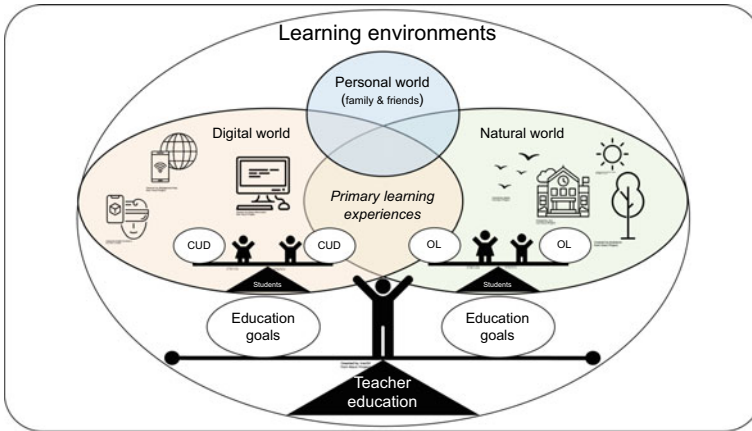 Learning environments
Personal world
(family & friends)
Digital world
Natural world
Primary learning
experiences
CUD
CUD
OL
OL
Students
Students
Education
goals
Education
goals
Teacher
education